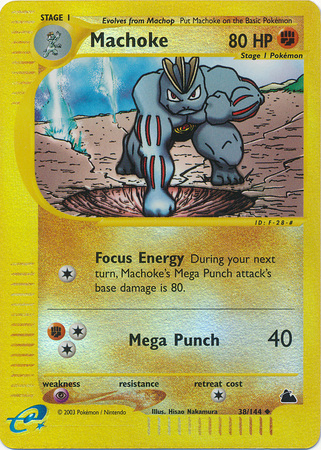 STAGE 1
Evolves from Machop Put Machoke on the Basic Pokémon
Machoke 80 HP
Stage 1 Pokémon
ID: F-28-#
Focus Energy During your next
turn, Machoke's Mega Punch attack's
base damage is 80.
Mega Punch 40
weakness resistance retreat cost
© 2003 Pokémon / Nintendo Illus. Hisao Nakamura 38/144 ◆
e